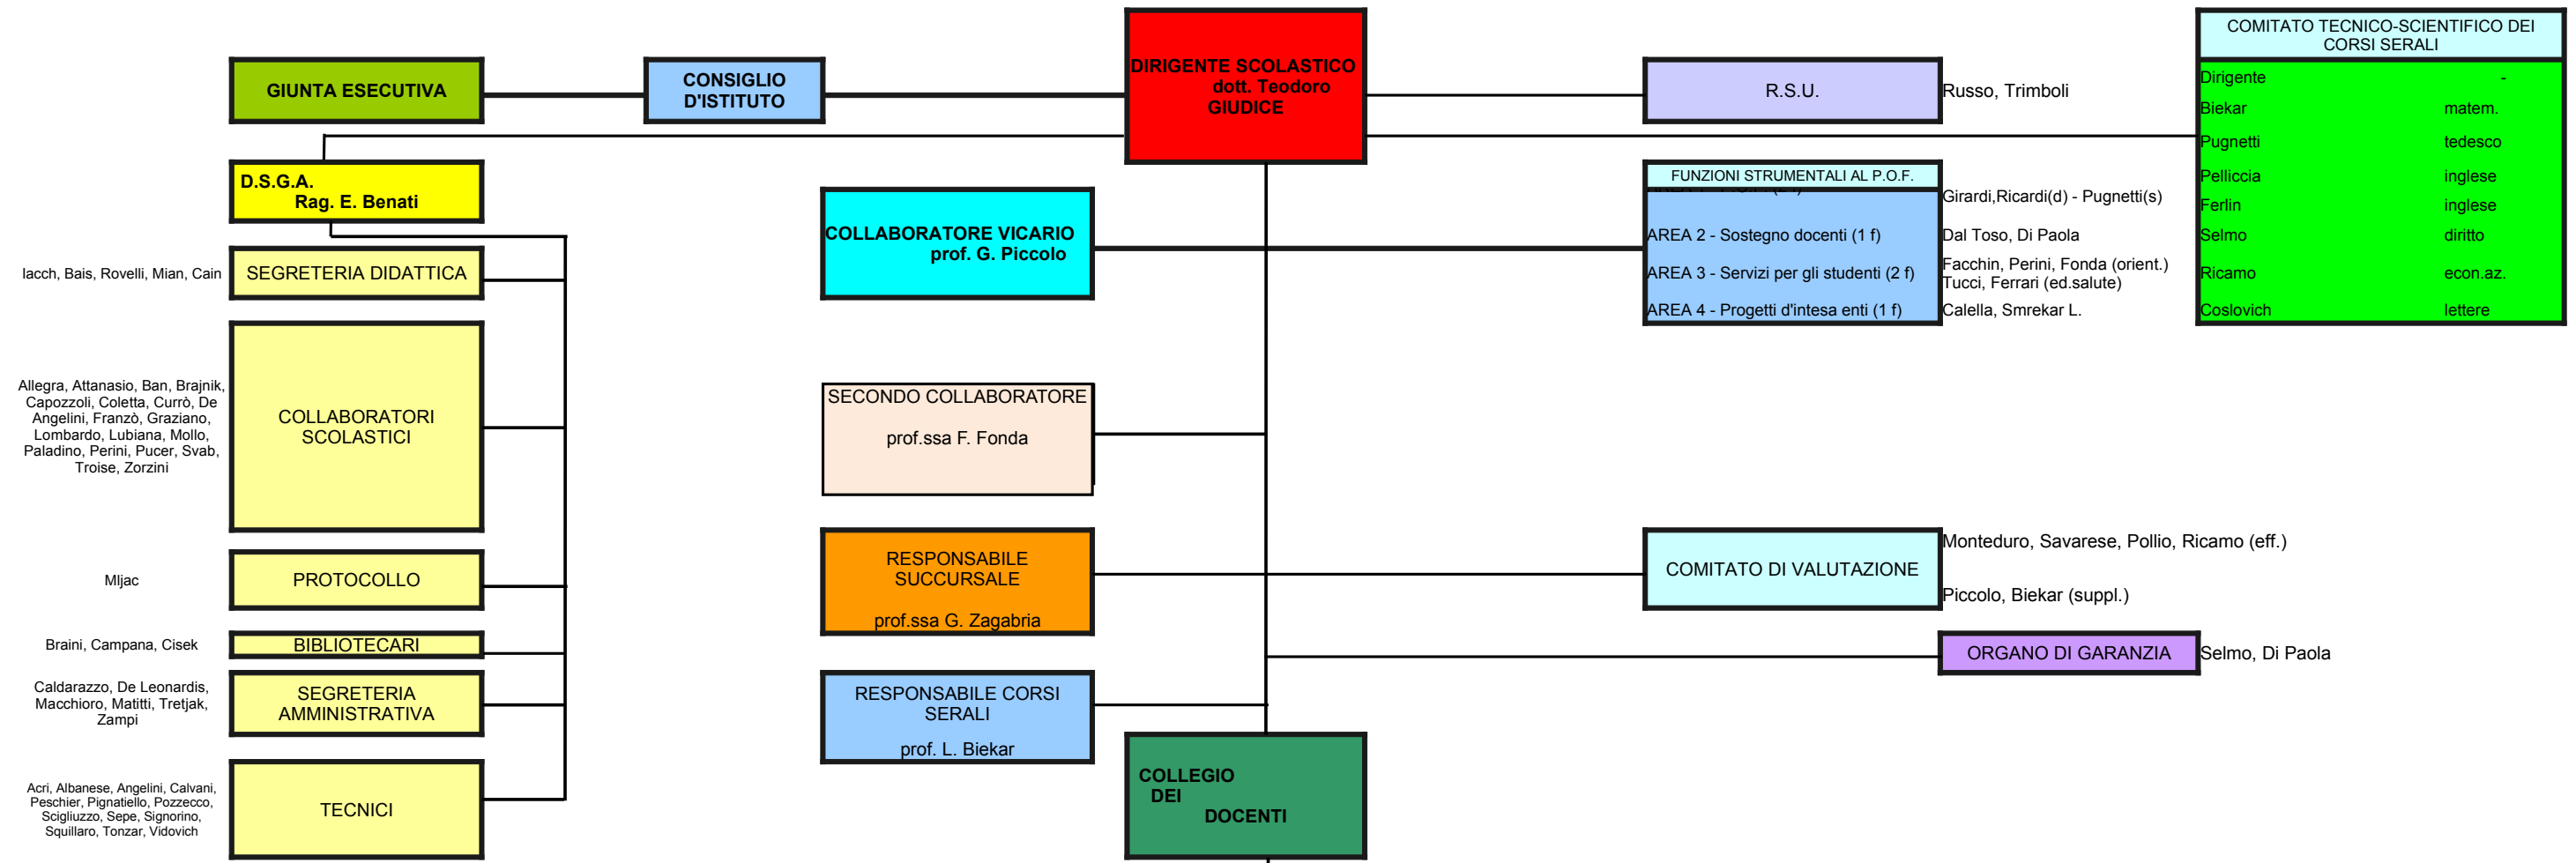 GIUNTA ESECUTIVA
CONSIGLIO
D'ISTITUTO
DIRIGENTE SCOLASTICO
dott. Teodoro
GIUDICE
R.S.U.
Russo, Trimboli
COMITATO TECNICO-SCIENTIFICO DEI
CORSI SERALI
Dirigente -
Biekar matem.
Pugnetti tedesco
Pelliccia inglese
Ferlin inglese
Selmo diritto
Ricamo econ.az.
Coslovich lettere
D.S.G.A.
Rag. E. Benati
COLLABORATORE VICARIO
prof. G. Piccolo
FUNZIONI STRUMENTALI AL P.O.F.
Girardi,Ricardi(d) - Pugnetti(s)
AREA 2 - Sostegno docenti (1 f)
Dal Toso, Di Paola
AREA 3 - Servizi per gli studenti (2 f)
Facchin, Perini, Fonda (orient.)
Tucci, Ferrari (ed.salute)
AREA 4 - Progetti d'intesa enti (1 f)
Calella, Smrekar L.
Iacch, Bais, Rovelli, Mian, Cain
SEGRETERIA DIDATTICA
Allegra, Attanasio, Ban, Brajnik,
Capozzoli, Coletta, Currò, De
Angelini, Franzò, Graziano,
Lombardo, Lubiana, Mollo,
Paladino, Perini, Pucer, Svab,
Troise, Zorzini
COLLABORATORI
SCOLASTICI
SECONDO COLLABORATORE
prof.ssa F. Fonda
Mljac
PROTOCOLLO
RESPONSABILE
SUCCURSALE
prof.ssa G. Zagabria
COMITATO DI VALUTAZIONE
Monteduro, Savarese, Pollio, Ricamo (eff.)
Piccolo, Biekar (suppl.)
Braini, Campana, Cisek
BIBLIOTECARI
ORGANO DI GARANZIA
Selmo, Di Paola
Caldarazzo, De Leonardis,
Macchioro, Matitti, Tretjak,
Zampi
SEGRETERIA
AMMINISTRATIVA
RESPONSABILE CORSI
SERALI
prof. L. Biekar
Acri, Albanese, Angelini, Calvani,
Peschier, Pignatiello, Pozzecco,
Scigliuzzo, Sepe, Signorino,
Squillaro, Tonzar, Vidovich
TECNICI
COLLEGIO
DEI
DOCENTI